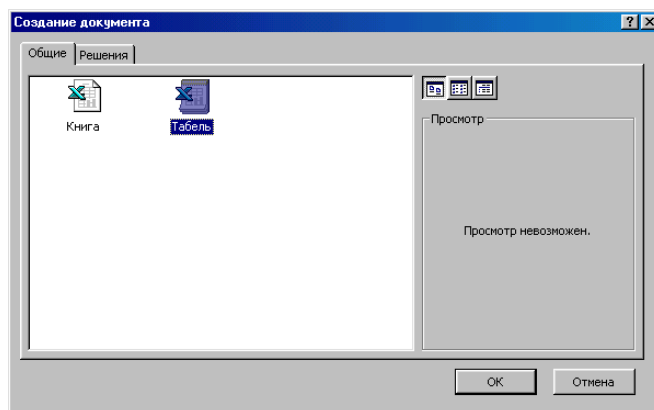 Создание документа
Общие
Решения
Книга
Табель
Просмотр
Просмотр невозможен.
OK
Отмена